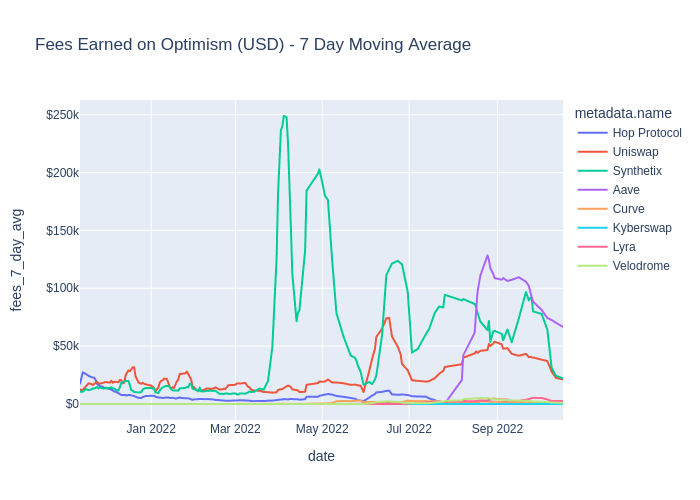 Fees Earned on Optimism (USD) - 7 Day Moving Average
metadata.name
Hop Protocol
Uniswap
Synthetix
Aave
Curve
Kyberswap
Lyra
Velodrome
fees_7_day_avg
$250k
$200k
$150k
$100k
$50k
$0
Jan 2022
Mar 2022
May 2022
Jul 2022
Sep 2022
date